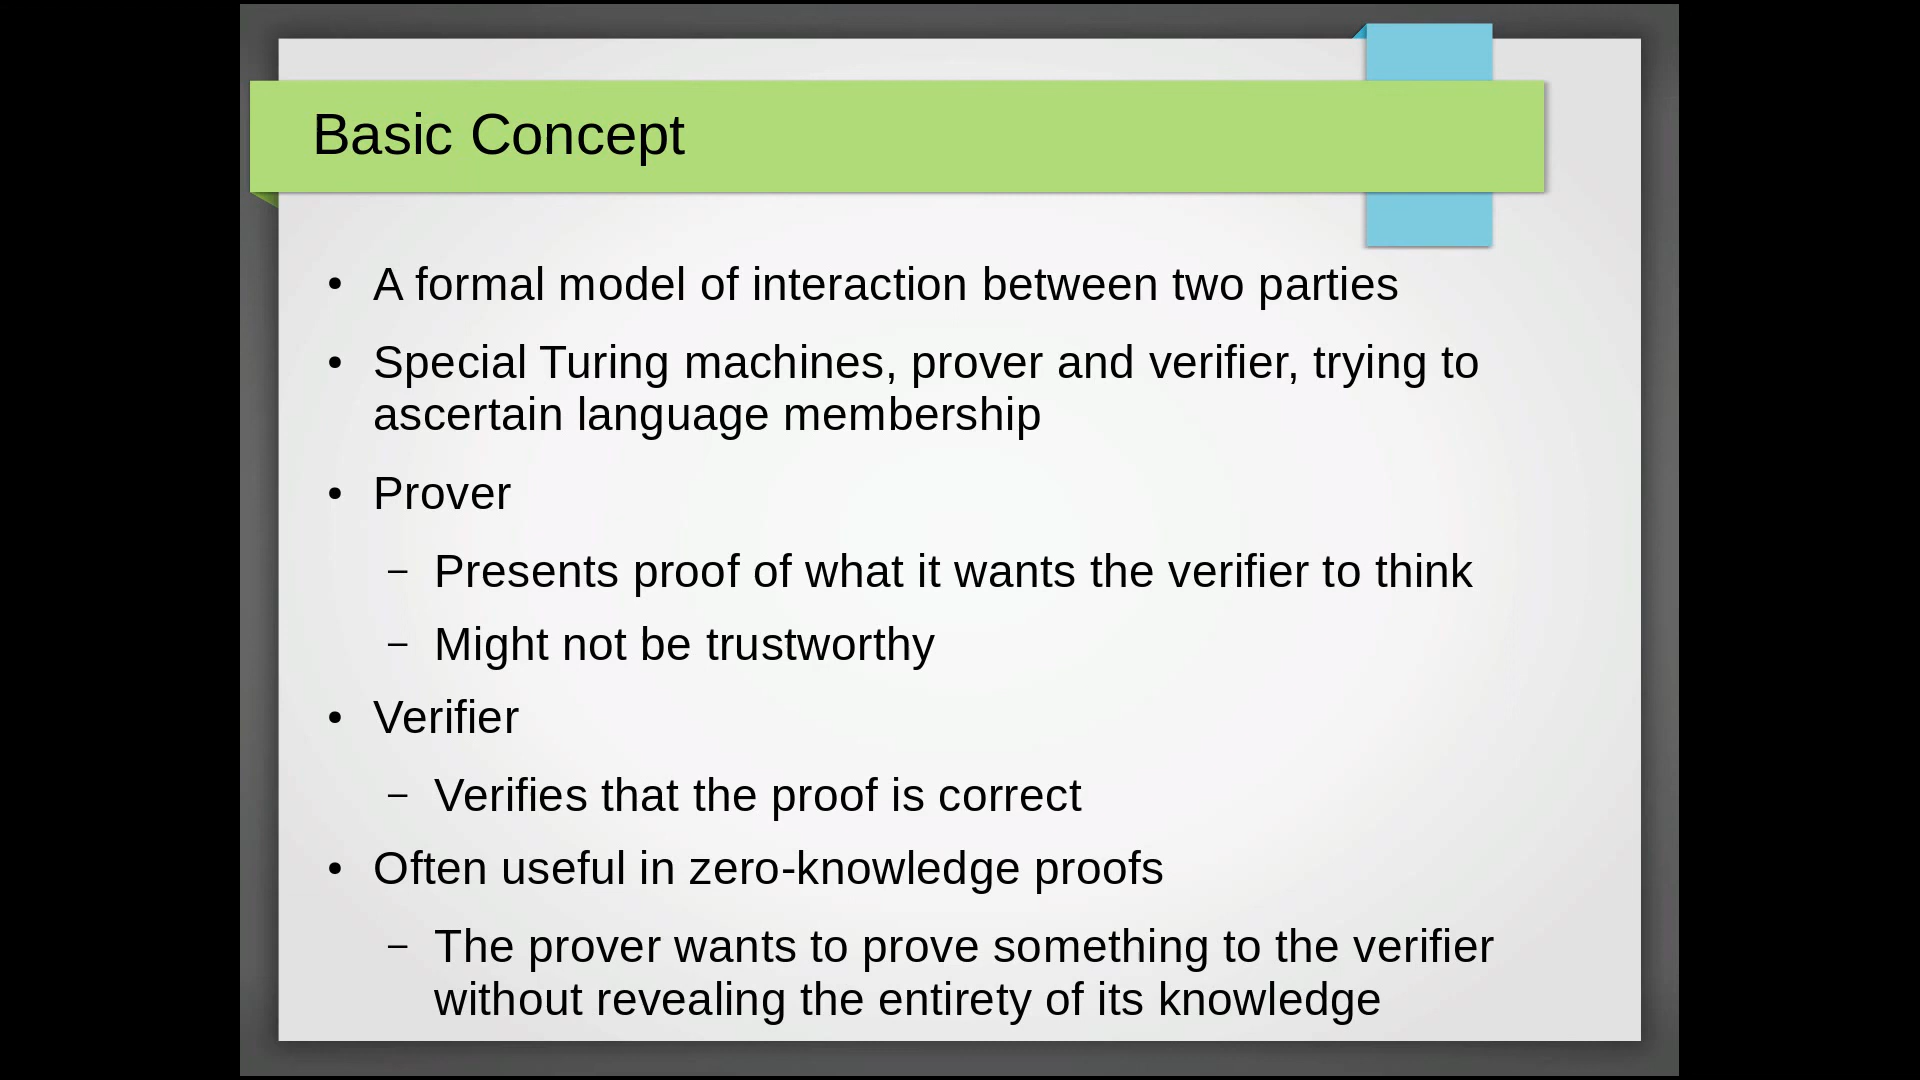 Basic Concept
• A formal model of interaction between two parties
• Special Turing machines, prover and verifier, trying to
ascertain language membership
• Prover
– Presents proof of what it wants the verifier to think
– Might not be trustworthy
• Verifier
– Verifies that the proof is correct
• Often useful in zero-knowledge proofs
– The prover wants to prove something to the verifier
without revealing the entirety of its knowledge